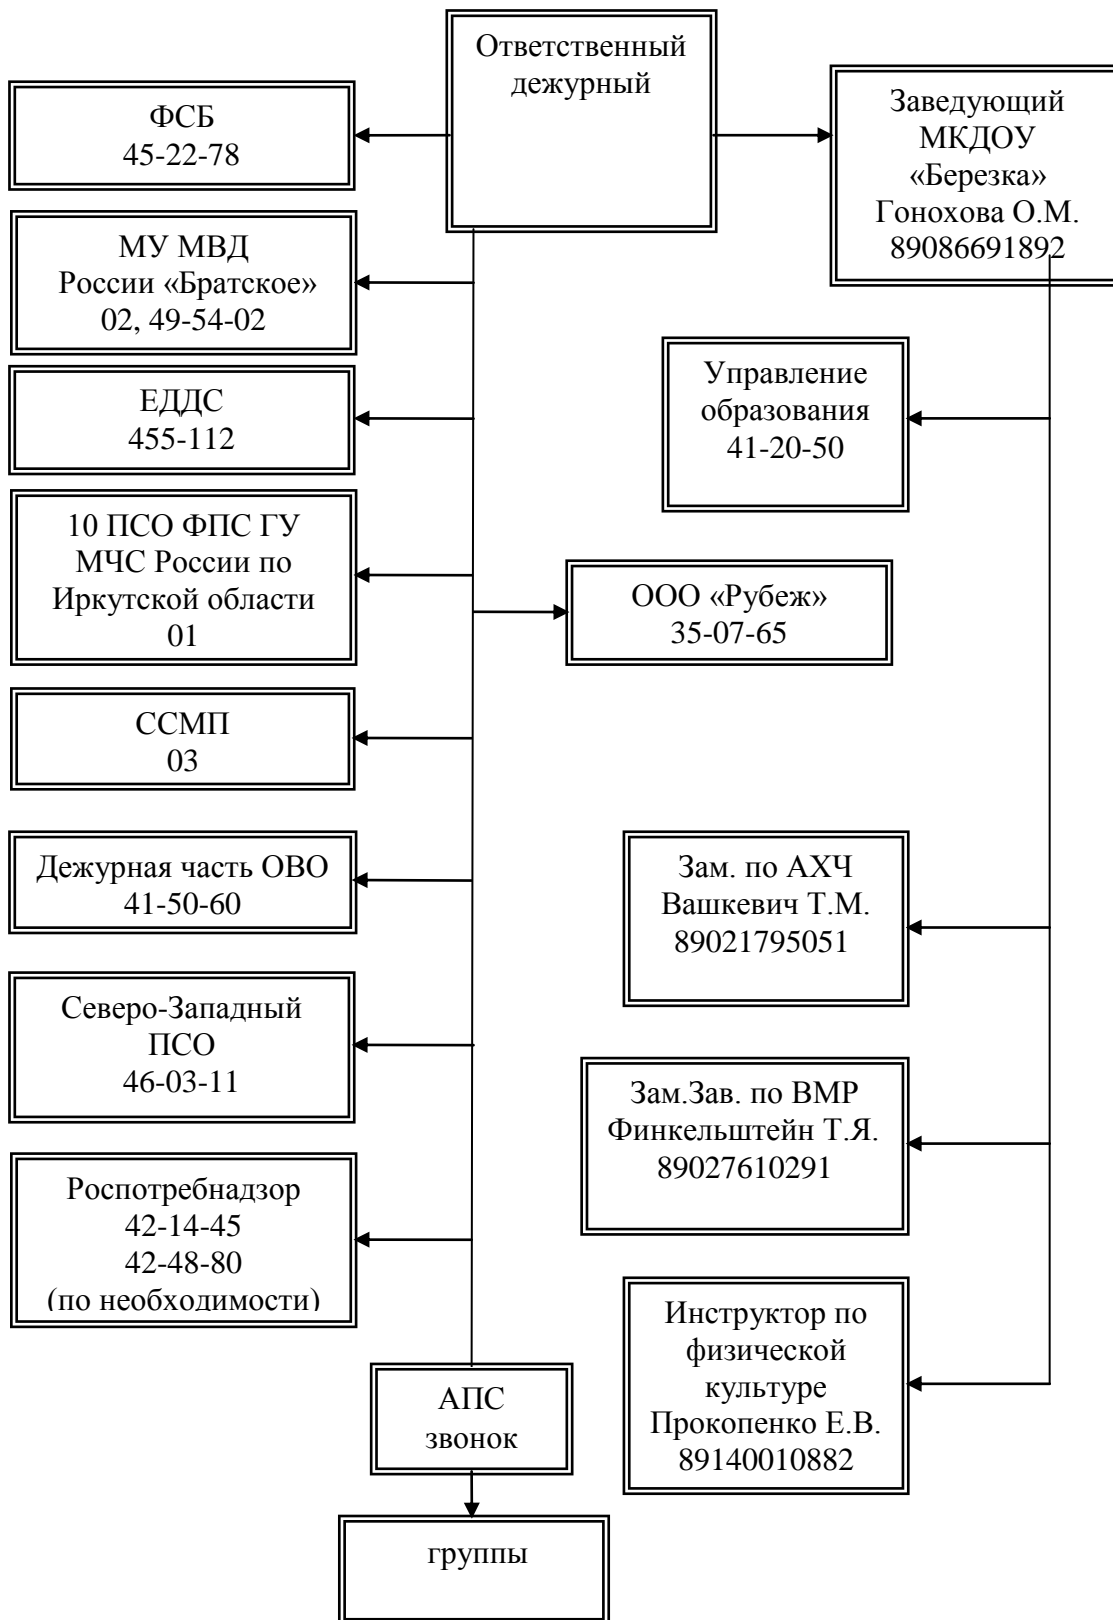 Ответственный
дежурный
ФСБ
45-22-78
Заведующий
МКДОУ
«Березка»
Гонохова О.М.
89086691892
МУ МВД
России «Братское»
02, 49-54-02
ЕДДС
455-112
Управление
образования
41-20-50
10 ПСО ФПС ГУ
МЧС России по
Иркутской области
01
ООО «Рубеж»
35-07-65
ССМП
03
Дежурная часть ОВО
41-50-60
Зам. по АХЧ
Вашкевич Т.М.
89021795051
Северо-Западный
ПСО
46-03-11
Зам.Зав. по ВМР
Финкельштейн Т.Я.
89027610291
Роспотребнадзор
42-14-45
42-48-80
(по необходимости)
Инструктор по
физической
культуре
Прокопенко Е.В.
89140010882
АПС
звонок
группы